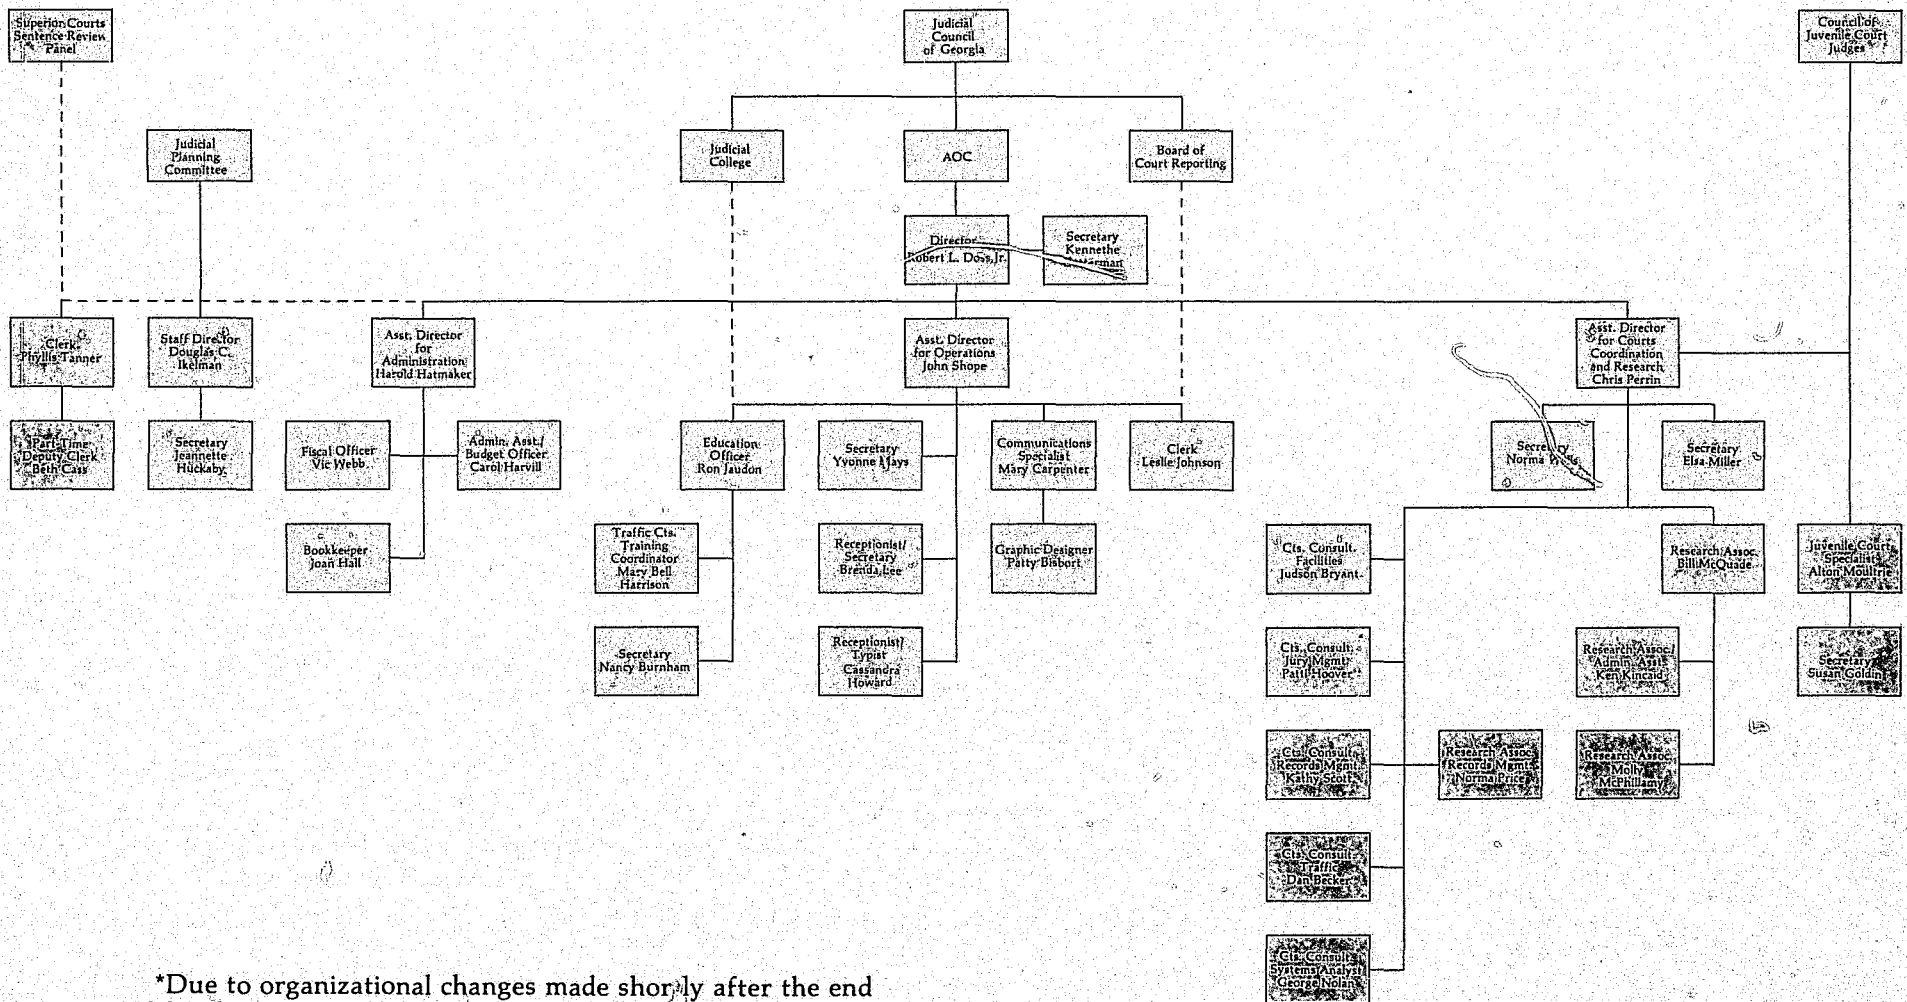 Superior Courts
Sentence Review
Panel
Judicial
Council
of Georgia
Council of
Juvenile Court
Judges
Judicial
Planning
Committee
Judicial
College
AOC
Board of
Court Reporting
Director
Robert L. Doss, Jr.
Secretary
Kennethe
Clerk
Phyllis Tanner
Staff Director
Douglas C.
Ikelman
Asst. Director
for
Administration
Harold Hatmaker
Asst. Director
for Operations
John Shope
Asst. Director
for Courts
Coordination
and Research
Chris Perrin
Part Time
Deputy Clerk
Beth Cass
Secretary
Jeannette
Huckaby
Fiscal Officer
Vic Webb
Admin. Asst./
Budget Officer
Carol Harvill
Education
Officer
Ron Jaudon
Secretary
Yvonne Mays
Communications
Specialist
Mary Carpenter
Clerk
Leslie Johnson
Secretary
Norma
Secretary
Elsa Miller
Bookkeeper
Joan Hall
Traffic Cts.
Training
Coordinator
Mary Bell
Harrison
Receptionist/
Secretary
Brenda Lee
Graphic Designer
Patty Bisbort
Cts. Consult.
Facilities
Judson Bryant
Research Assoc.
Bill McQuade
Juvenile Court
Specialist
Alton Moultrie
Secretary
Nancy Burnham
Receptionist/
Typist
Cassandra
Howard
Cts. Consult.
Jury Mgmt.
Patti Hoover
Research Assoc./
Admin. Asst.
Ken Kincaid
Secretary
Susan Goldin
Cts. Consult.
Records Mgmt.
Kathy Scott
Research Assoc.
Records Mgmt.
Norma Price
Research Assoc.
Molly
McPhillamy
Cts. Consult.
Traffic
Dan Becker
Cts. Consult.
Systems Analyst
George Nolan
*Due to organizational changes made shortly after the end